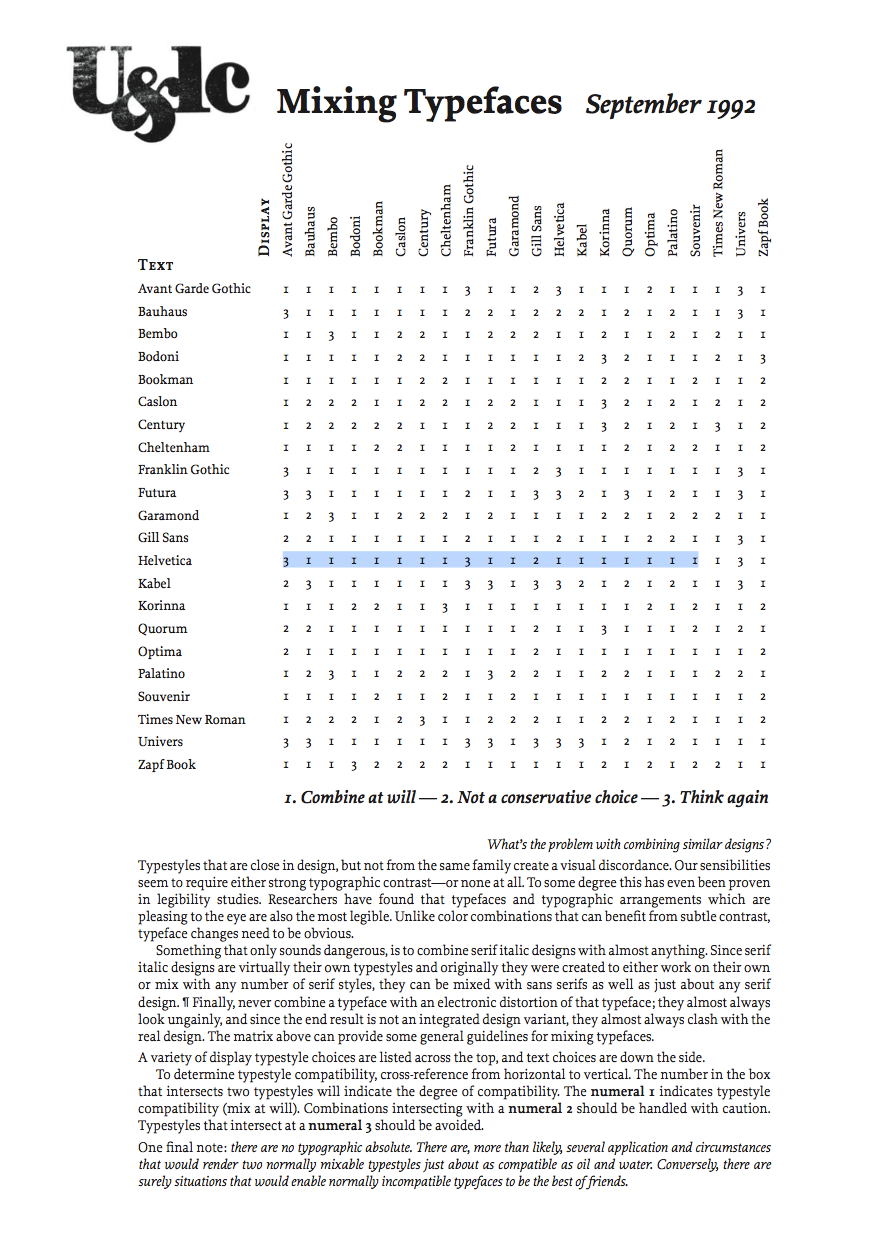 U&lc
Mixing Typefaces September 1992
DISPLAY
Avant Garde Gothic
Bauhaus
Bembo
Bodoni
Bookman
Caslon
Century
Cheltenham
Franklin Gothic
Futura
Garamond
Gill Sans
Helvetica
Kabel
Korinna
Quorum
Optima
Palatino
Souvenir
Times New Roman
Univers
Zapf Book
TEXT
Avant Garde Gothic 1 1 1 1 1 1 1 1 3 1 1 2 3 1 1 1 2 1 1 1 3 1
Bauhaus 3 1 1 1 1 1 1 1 2 2 1 2 2 2 1 2 1 2 1 1 3 1
Bembo 1 1 3 1 1 2 2 1 1 2 2 2 1 1 2 1 1 2 1 2 1 1
Bodoni 1 1 1 1 1 2 2 1 1 1 1 1 1 2 3 2 1 1 1 2 1 3
Bookman 1 1 1 1 1 1 2 2 1 1 1 1 1 1 2 2 1 1 2 1 1 2
Caslon 1 2 2 2 1 1 2 2 1 2 2 1 1 1 3 2 1 2 1 2 1 2
Century 1 2 2 2 2 2 1 1 1 2 2 1 1 1 3 2 1 2 1 3 1 2
Cheltenham 1 1 1 1 2 2 1 1 1 1 2 1 1 1 1 2 1 2 2 1 1 2
Franklin Gothic 3 1 1 1 1 1 1 1 1 1 1 2 3 1 1 1 1 1 1 1 3 1
Futura 3 3 1 1 1 1 1 1 2 1 1 3 3 2 1 3 1 2 1 1 3 1
Garamond 1 2 3 1 1 2 2 2 1 2 1 1 1 1 2 2 1 2 2 2 1 1
Gill Sans 2 2 1 1 1 1 1 1 2 1 1 1 2 1 1 1 2 2 1 1 3 1
Helvetica 3 1 1 1 1 1 1 1 3 1 1 2 1 1 1 1 1 1 1 1 3 1
Kabel 2 3 1 1 1 1 1 1 3 3 1 3 3 2 1 2 1 2 1 1 3 1
Korinna 1 1 1 2 2 1 1 3 1 1 1 1 1 1 1 1 2 1 2 1 1 2
Quorum 2 2 1 1 1 1 1 1 1 1 1 2 1 1 3 1 1 1 2 1 2 1
Optima 2 1 1 1 1 1 1 1 1 1 1 2 1 1 1 1 1 1 1 1 1 2
Palatino 1 2 3 1 1 2 2 2 1 3 2 2 1 1 2 2 1 1 1 2 2 1
Souvenir 1 1 1 1 2 1 1 2 1 1 2 1 1 1 1 1 1 1 1 1 1 2
Times New Roman 1 2 2 2 1 2 3 1 1 2 2 2 1 1 2 2 1 2 1 1 1 2
Univers 3 3 1 1 1 1 1 1 3 3 1 3 3 3 1 2 1 2 1 1 1 1
Zapf Book 1 1 1 3 2 2 2 2 1 1 1 1 1 1 2 1 2 1 2 2 1 1
1. Combine at will — 2. Not a conservative choice — 3. Think again
What's the problem with combining similar designs?
Typestyles that are close in design, but not from the same family create a visual discordance. Our sensibilities
seem to require either strong typographic contrast—or none at all. To some degree this has even been proven
in legibility studies. Researchers have found that typefaces and typographic arrangements which are
pleasing to the eye are also the most legible. Unlike color combinations that can benefit from subtle contrast,
typeface changes need to be obvious.
Something that only sounds dangerous, is to combine serif italic designs with almost anything. Since serif
italic designs are virtually their own typestyles and originally they were created to either work on their own
or mix with any number of serif styles, they can be mixed with sans serifs as well as just about any serif
design. ¶ Finally, never combine a typeface with an electronic distortion of that typeface; they almost always
look ungainly, and since the end result is not an integrated design variant, they almost always clash with the
real design. The matrix above can provide some general guidelines for mixing typefaces.
A variety of display typestyle choices are listed across the top, and text choices are down the side.
To determine typestyle compatibility, cross-reference from horizontal to vertical. The number in the box
that intersects two typestyles will indicate the degree of compatibility. The numeral 1 indicates typestyle
compatibility (mix at will). Combinations intersecting with a numeral 2 should be handled with caution.
Typestyles that intersect at a numeral 3 should be avoided.
One final note: there are no typographic absolute. There are, more than likely, several application and circumstances
that would render two normally mixable typestyles just about as compatible as oil and water. Conversely, there are
surely situations that would enable normally incompatible typefaces to be the best of friends.